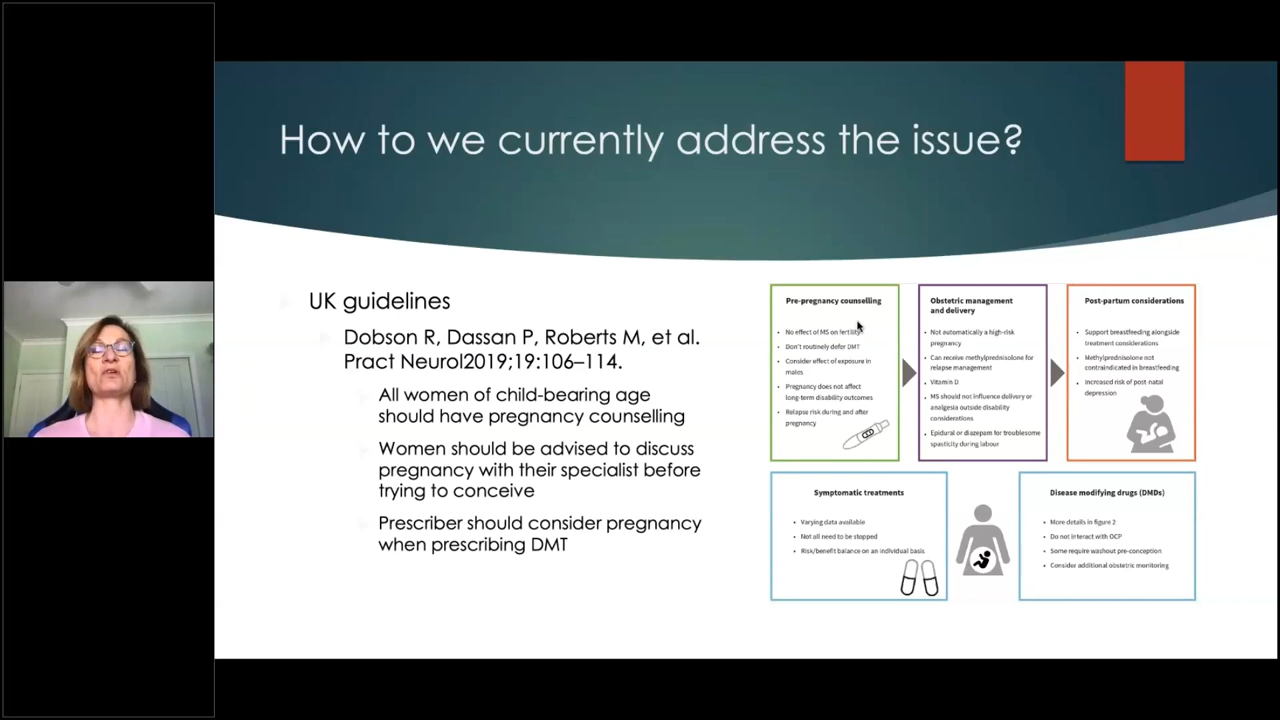 How to we currently address the issue?
UK guidelines
Dobson R, Dassan P, Roberts M, et al.
Pract Neurol2019;19:106–114.
All women of child-bearing age
should have pregnancy counselling
Women should be advised to discuss
pregnancy with their specialist before
trying to conceive
Prescriber should consider pregnancy
when prescribing DMT
Pre-pregnancy counselling
• No effect of MS on fertility
• Don't routinely defer DMT
• Consider effect of exposure in
males
• Pregnancy does not affect
long-term disability outcomes
• Relapse risk during and after
pregnancy
Obstetric management
and delivery
• Not automatically a high-risk
pregnancy
• Can receive methylprednisolone for
relapse management
• Vitamin D
• MS should not influence delivery or
analgesia outside disability
considerations
• Epidural or diazepam for troublesome
spasticity during labour
Post-partum considerations
• Support breastfeeding alongside
treatment considerations
• Methylprednisolone not
contraindicated in breastfeeding
• Increased risk of post natal
depression
Symptomatic treatments
• Varying data available
• Not all need to be stopped
• Risk/benefit balance on an individual basis
Disease modifying drugs (DMDs)
• More details in figure 2
• Do not interact with OCP
• Some require washout pre-conception
• Consider additional obstetric monitoring